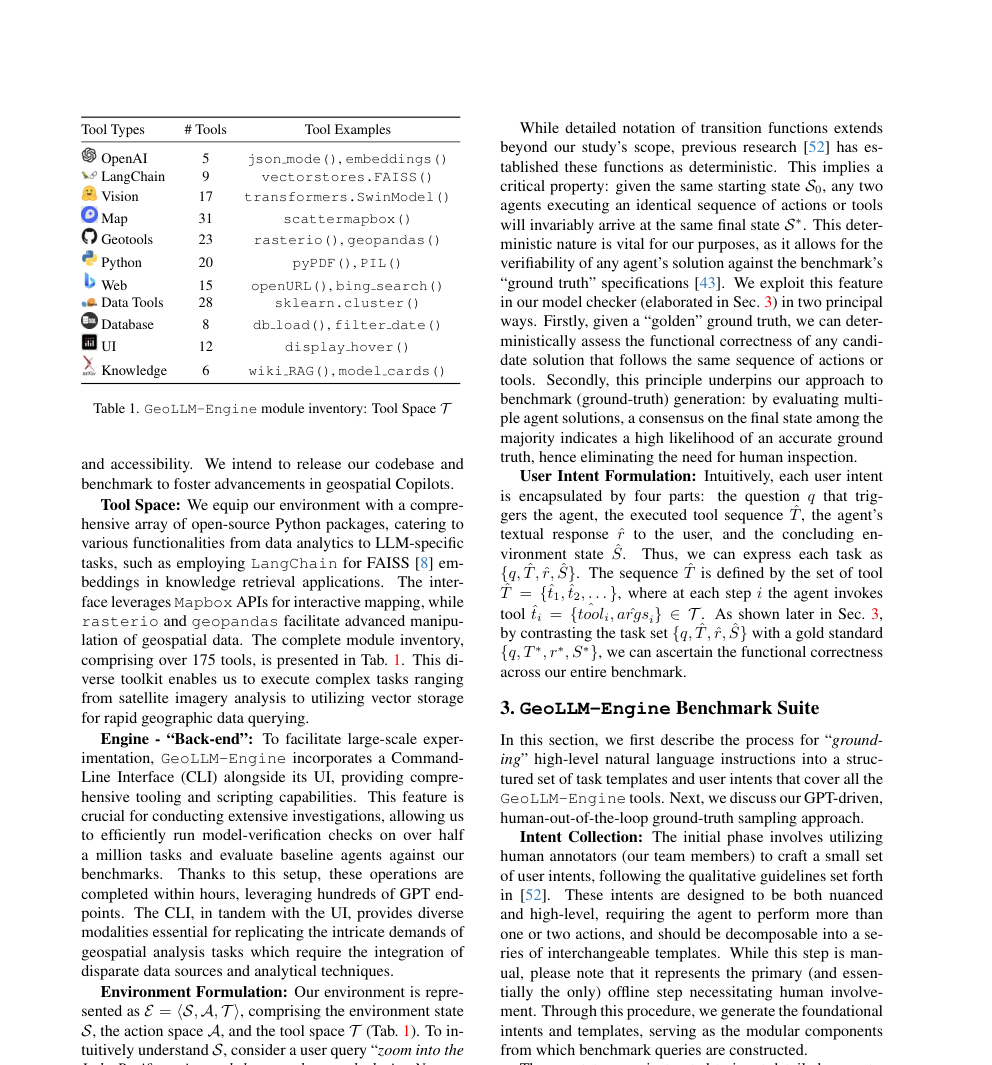 Tool Types # Tools Tool Examples
OpenAI 5 json_mode(), embeddings()
LangChain 9 vectorstores.FAISS()
Vision 17 transformers.SwinModel()
Map 31 scattermapbox()
Geotools 23 rasterio(), geopandas()
Python 20 pyPDF(), PIL()
Web 15 openURL(), bing_search()
Data Tools 28 sklearn.cluster()
Database 8 db_load(), filter_date()
UI 12 display_hover()
Knowledge 6 wiki_RAG(), model_cards()
Table 1. GeoLLM-Engine module inventory: Tool Space 𝒯
and accessibility. We intend to release our codebase and
benchmark to foster advancements in geospatial Copilots.
Tool Space: We equip our environment with a compre-
hensive array of open-source Python packages, catering to
various functionalities from data analytics to LLM-specific
tasks, such as employing LangChain for FAISS [8] em-
beddings in knowledge retrieval applications. The inter-
face leverages Mapbox APIs for interactive mapping, while
rasterio and geopandas facilitate advanced manipu-
lation of geospatial data. The complete module inventory,
comprising over 175 tools, is presented in Tab. 1. This di-
verse toolkit enables us to execute complex tasks ranging
from satellite imagery analysis to utilizing vector storage
for rapid geographic data querying.
Engine - “Back-end”: To facilitate large-scale exper-
imentation, GeoLLM-Engine incorporates a Command-
Line Interface (CLI) alongside its UI, providing compre-
hensive tooling and scripting capabilities. This feature is
crucial for conducting extensive investigations, allowing us
to efficiently run model-verification checks on over half
a million tasks and evaluate baseline agents against our
benchmarks. Thanks to this setup, these operations are
completed within hours, leveraging hundreds of GPT end-
points. The CLI, in tandem with the UI, provides diverse
modalities essential for replicating the intricate demands of
geospatial analysis tasks which require the integration of
disparate data sources and analytical techniques.
Environment Formulation: Our environment is repre-
sented as ℰ = ⟨𝒮, 𝒜, 𝒯⟩, comprising the environment state
𝒮, the action space 𝒜, and the tool space 𝒯 (Tab. 1). To in-
tuitively understand 𝒮, consider a user query “zoom into the
While detailed notation of transition functions extends
beyond our study’s scope, previous research [52] has es-
tablished these functions as deterministic. This implies a
critical property: given the same starting state 𝒮₀, any two
agents executing an identical sequence of actions or tools
will invariably arrive at the same final state 𝒮*. This deter-
ministic nature is vital for our purposes, as it allows for the
verifiability of any agent’s solution against the benchmark’s
“ground truth” specifications [43]. We exploit this feature
in our model checker (elaborated in Sec. 3) in two principal
ways. Firstly, given a “golden” ground truth, we can deter-
ministically assess the functional correctness of any candi-
date solution that follows the same sequence of actions or
tools. Secondly, this principle underpins our approach to
benchmark (ground-truth) generation: by evaluating multi-
ple agent solutions, a consensus on the final state among the
majority indicates a high likelihood of an accurate ground
truth, hence eliminating the need for human inspection.
User Intent Formulation: Intuitively, each user intent
is encapsulated by four parts: the question q that trig-
gers the agent, the executed tool sequence T̂, the agent’s
textual response r̂ to the user, and the concluding en-
vironment state Ŝ. Thus, we can express each task as
{q, T̂, r̂, Ŝ}. The sequence T̂ is defined by the set of tool
T̂ = {t̂₁, t̂₂, . . . }, where at each step i the agent invokes
tool t̂ᵢ = {tôolᵢ, ar̂gsᵢ} ∈ 𝒯. As shown later in Sec. 3,
by contrasting the task set {q, T̂, r̂, Ŝ} with a gold standard
{q, T*, r*, S*}, we can ascertain the functional correctness
across our entire benchmark.
3. GeoLLM-Engine Benchmark Suite
In this section, we first describe the process for “ground-
ing” high-level natural language instructions into a struc-
tured set of task templates and user intents that cover all the
GeoLLM-Engine tools. Next, we discuss our GPT-driven,
human-out-of-the-loop ground-truth sampling approach.
Intent Collection: The initial phase involves utilizing
human annotators (our team members) to craft a small set
of user intents, following the qualitative guidelines set forth
in [52]. These intents are designed to be both nuanced
and high-level, requiring the agent to perform more than
one or two actions, and should be decomposable into a se-
ries of interchangeable templates. While this step is man-
ual, please note that it represents the primary (and essen-
tially the only) offline step necessitating human involve-
ment. Through this procedure, we generate the foundational
intents and templates, serving as the modular components
from which benchmark queries are constructed.